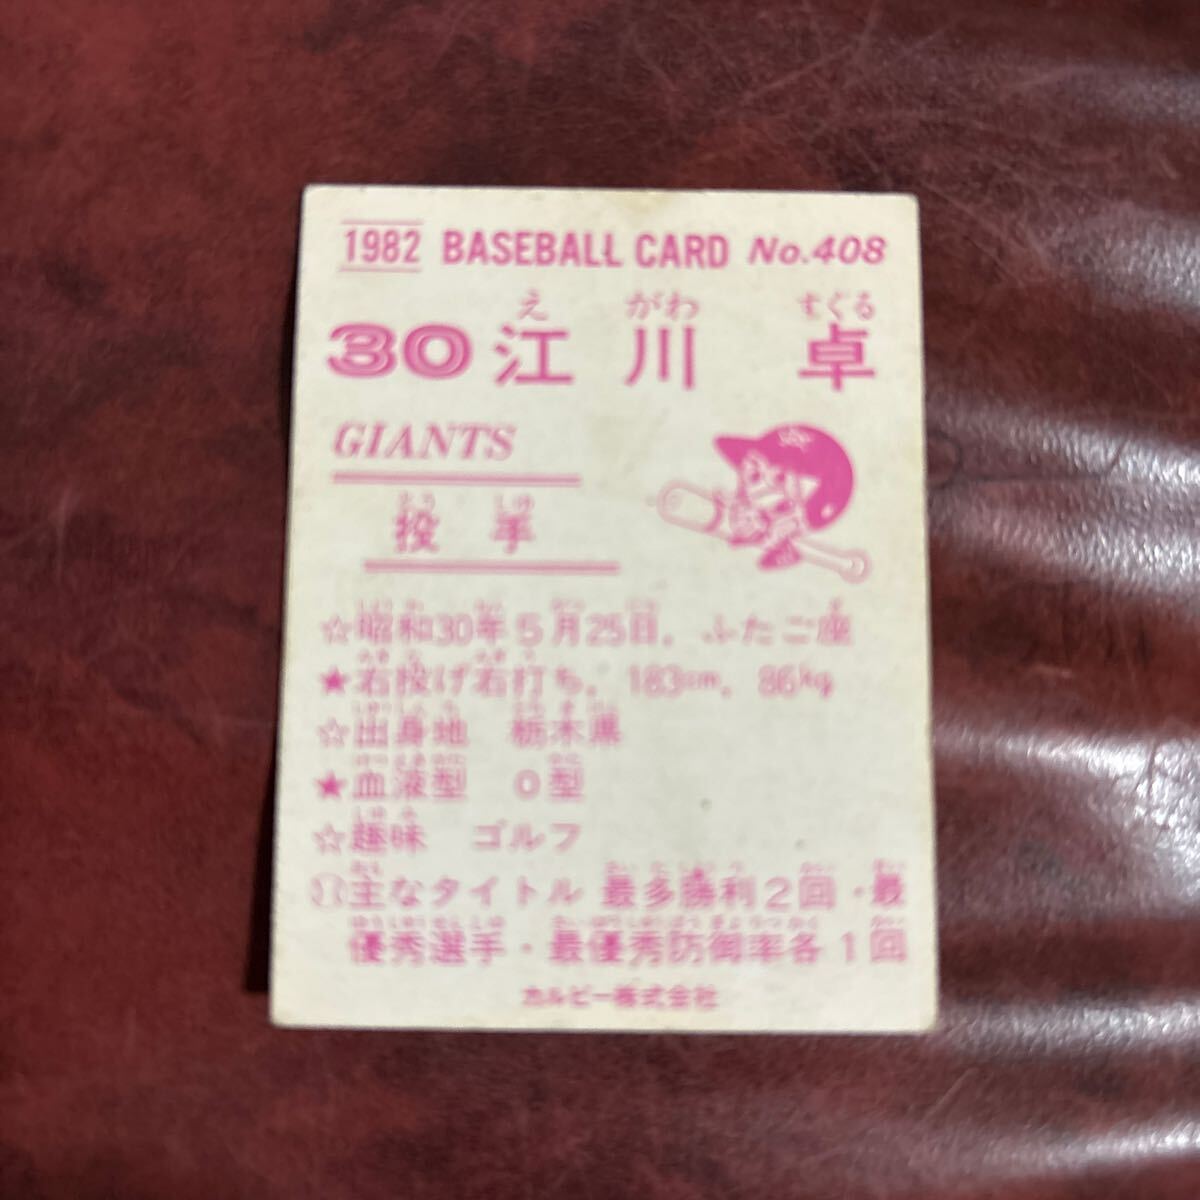 1982 BASEBALL CARD No.408
え がわ すぐる
30 江川 卓
GIANTS
とう しゅ
投手
☆昭和30年5月25日．ふたご座
★右投げ右打ち．183cm．86kg
☆出身地 栃木県
★血液型 O型
☆趣味 ゴルフ
主なタイトル 最多勝利2回・最
優秀選手・最優秀防御率各1回
カルビー株式会社